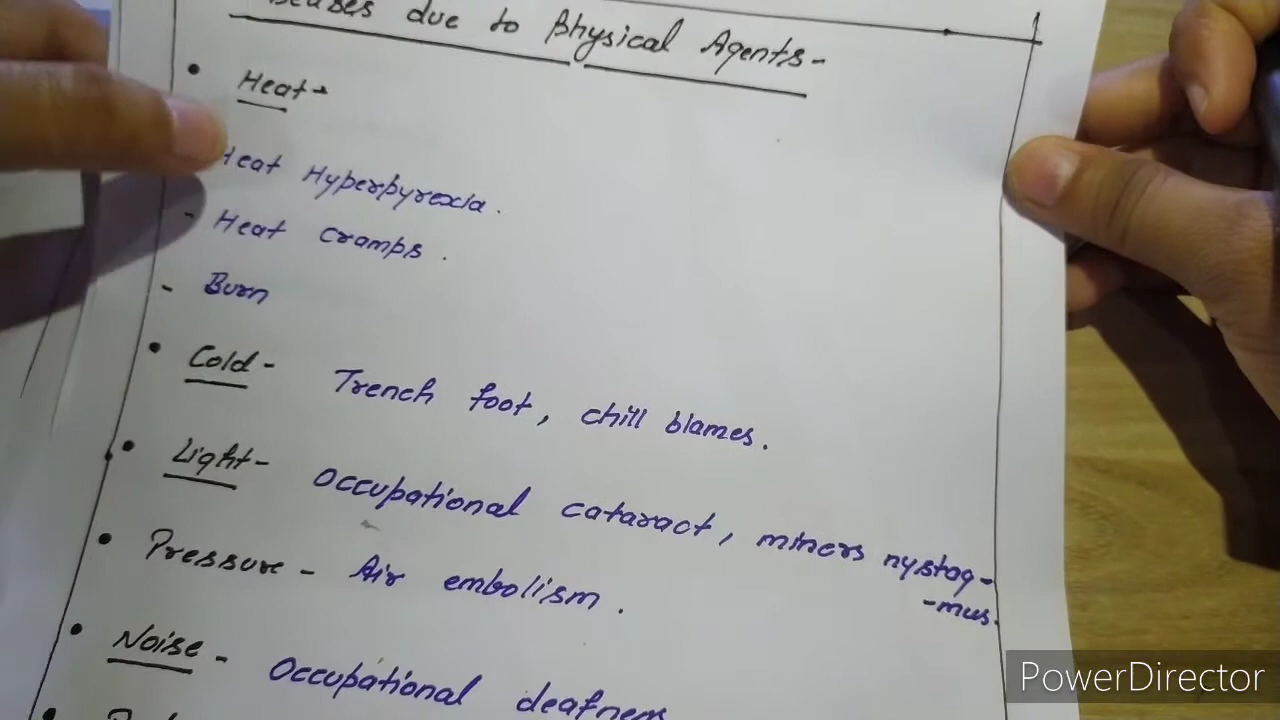 due to Physical Agents-
• Heat-
Heat Hyperpyrexia.
- Heat cramps.
- Burn
• Cold- Trench foot, chill blames.
• Light- Occupational cataract, miners nystag-
-mus.
• Pressure- Air embolism.
• Noise- Occupational deafness
PowerDirector